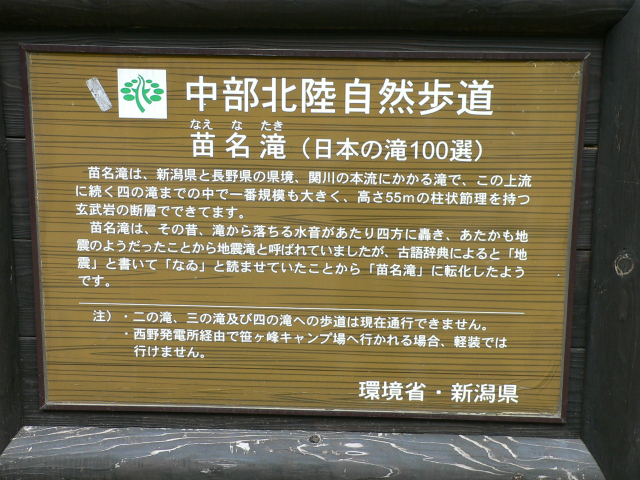 中部北陸自然歩道
なえ な たき
苗名滝（日本の滝100選）
苗名滝は、新潟県と長野県の県境、関川の本流にかかる滝で、この上流
に続く四の滝までの中で一番規模も大きく、高さ55mの柱状節理を持つ
玄武岩の断層でできてます。
苗名滝は、その昔、滝から落ちる水音があたり四方に轟き、あたかも地
震のようだったことから地震滝と呼ばれていましたが、古語辞典によると「地
震」と書いて「なゐ」と読ませていたことから「苗名滝」に転化したよう
です。
注）・二の滝、三の滝及び四の滝への歩道は現在通行できません。
・西野発電所経由で笹ヶ峰キャンプ場へ行かれる場合、軽装では
行けません。
環境省・新潟県